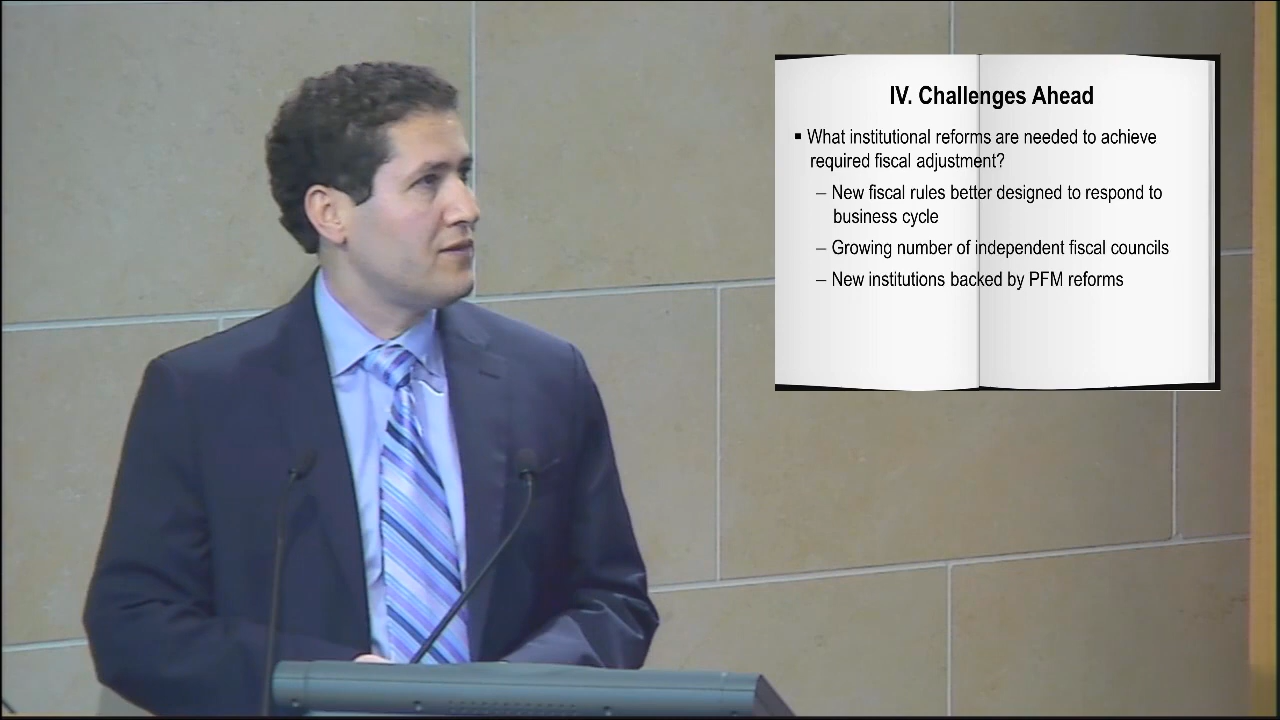 IV. Challenges Ahead
▪ What institutional reforms are needed to achieve
required fiscal adjustment?
– New fiscal rules better designed to respond to
business cycle
– Growing number of independent fiscal councils
– New institutions backed by PFM reforms